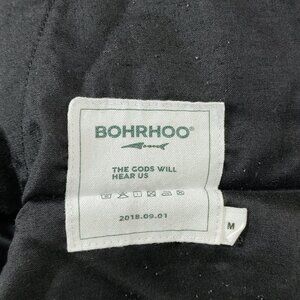 BOHRHOO®
THE GODS WILL
HEAR US
2018.09.01
M